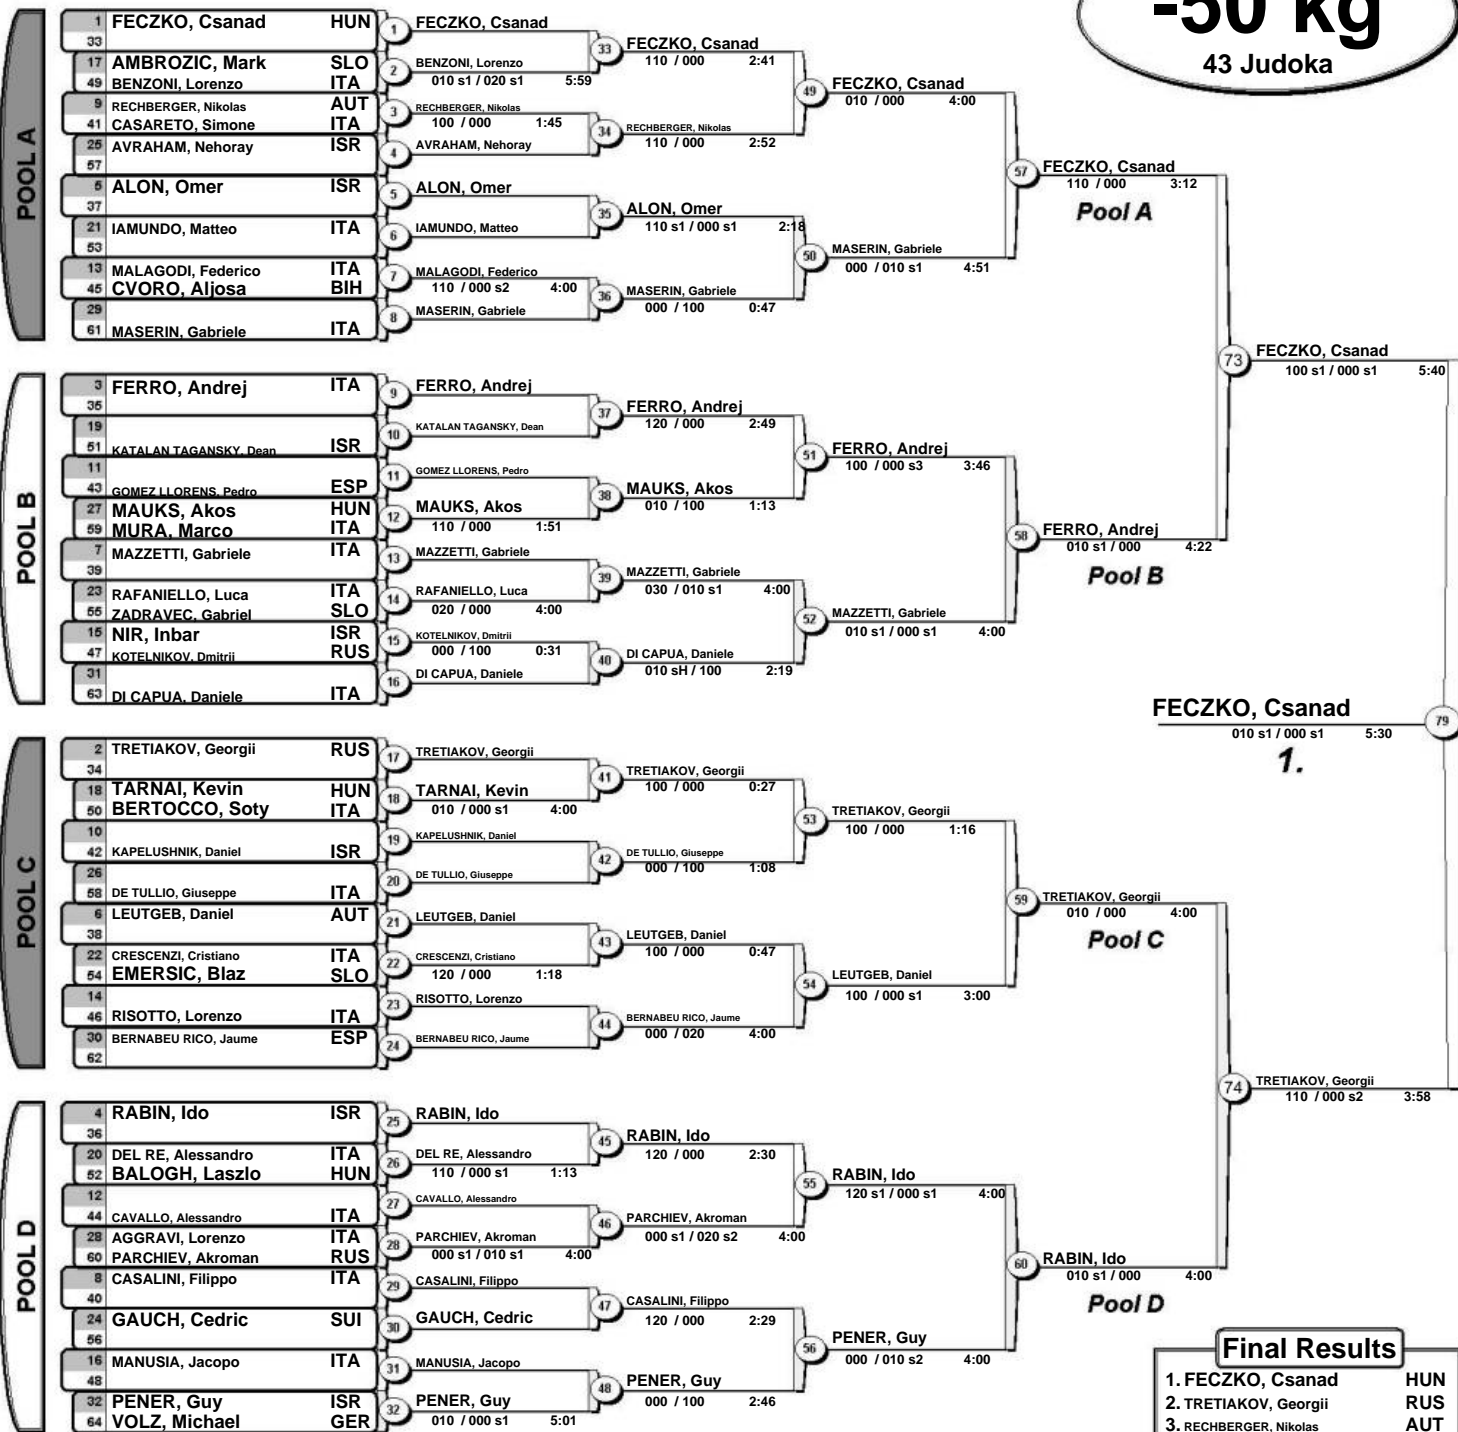 -50 kg
43 Judoka
POOL A
1 FECZKO, Csanad HUN
33
17 AMBROZIC, Mark SLO
49 BENZONI, Lorenzo ITA
9 RECHBERGER, Nikolas AUT
41 CASARETO, Simone ITA
25 AVRAHAM, Nehoray ISR
57
5 ALON, Omer ISR
37
21 IAMUNDO, Matteo ITA
53
13 MALAGODI, Federico ITA
45 CVORO, Aljosa BIH
29
61 MASERIN, Gabriele ITA
1 FECZKO, Csanad
2 BENZONI, Lorenzo
010 s1 / 020 s1 5:59
3 RECHBERGER, Nikolas
100 / 000 1:45
4 AVRAHAM, Nehoray
5 ALON, Omer
6 IAMUNDO, Matteo
7 MALAGODI, Federico
110 / 000 s2 4:00
8 MASERIN, Gabriele
33 FECZKO, Csanad
110 / 000 2:41
34 RECHBERGER, Nikolas
110 / 000 2:52
35 ALON, Omer
110 s1 / 000 s1 2:18
36 MASERIN, Gabriele
000 / 100 0:47
49 FECZKO, Csanad
010 / 000 4:00
50 MASERIN, Gabriele
000 / 010 s1 4:51
57 FECZKO, Csanad
110 / 000 3:12
Pool A
POOL B
3 FERRO, Andrej ITA
35
19
51 KATALAN TAGANSKY, Dean ISR
11
43 GOMEZ LLORENS, Pedro ESP
27 MAUKS, Akos HUN
59 MURA, Marco ITA
7 MAZZETTI, Gabriele ITA
39
23 RAFANIELLO, Luca ITA
55 ZADRAVEC, Gabriel SLO
15 NIR, Inbar ISR
47 KOTELNIKOV, Dmitrii RUS
31
63 DI CAPUA, Daniele ITA
9 FERRO, Andrej
10 KATALAN TAGANSKY, Dean
11 GOMEZ LLORENS, Pedro
12 MAUKS, Akos
110 / 000 1:51
13 MAZZETTI, Gabriele
14 RAFANIELLO, Luca
020 / 000 4:00
15 KOTELNIKOV, Dmitrii
000 / 100 0:31
16 DI CAPUA, Daniele
37 FERRO, Andrej
120 / 000 2:49
38 MAUKS, Akos
010 / 100 1:13
39 MAZZETTI, Gabriele
030 / 010 s1 4:00
40 DI CAPUA, Daniele
010 sH / 100 2:19
51 FERRO, Andrej
100 / 000 s3 3:46
52 MAZZETTI, Gabriele
010 s1 / 000 s1 4:00
58 FERRO, Andrej
010 s1 / 000 4:22
Pool B
73 FECZKO, Csanad
100 s1 / 000 s1 5:40
FECZKO, Csanad 79
010 s1 / 000 s1 5:30
1.
POOL C
2 TRETIAKOV, Georgii RUS
34
18 TARNAI, Kevin HUN
50 BERTOCCO, Soty ITA
10
42 KAPELUSHNIK, Daniel ISR
26
58 DE TULLIO, Giuseppe ITA
6 LEUTGEB, Daniel AUT
38
22 CRESCENZI, Cristiano ITA
54 EMERSIC, Blaz SLO
14
46 RISOTTO, Lorenzo ITA
30 BERNABEU RICO, Jaume ESP
62
17 TRETIAKOV, Georgii
18 TARNAI, Kevin
010 / 000 s1 4:00
19 KAPELUSHNIK, Daniel
20 DE TULLIO, Giuseppe
21 LEUTGEB, Daniel
22 CRESCENZI, Cristiano
120 / 000 1:18
23 RISOTTO, Lorenzo
24 BERNABEU RICO, Jaume
41 TRETIAKOV, Georgii
100 / 000 0:27
42 DE TULLIO, Giuseppe
000 / 100 1:08
43 LEUTGEB, Daniel
100 / 000 0:47
44 BERNABEU RICO, Jaume
000 / 020 4:00
53 TRETIAKOV, Georgii
100 / 000 1:16
54 LEUTGEB, Daniel
100 / 000 s1 3:00
59 TRETIAKOV, Georgii
010 / 000 4:00
Pool C
POOL D
4 RABIN, Ido ISR
36
20 DEL RE, Alessandro ITA
52 BALOGH, Laszlo HUN
12
44 CAVALLO, Alessandro ITA
28 AGGRAVI, Lorenzo ITA
60 PARCHIEV, Akroman RUS
8 CASALINI, Filippo ITA
40
24 GAUCH, Cedric SUI
56
16 MANUSIA, Jacopo ITA
48
32 PENER, Guy ISR
64 VOLZ, Michael GER
25 RABIN, Ido
26 DEL RE, Alessandro
110 / 000 s1 1:13
27 CAVALLO, Alessandro
28 PARCHIEV, Akroman
000 s1 / 010 s1 4:00
29 CASALINI, Filippo
30 GAUCH, Cedric
31 MANUSIA, Jacopo
32 PENER, Guy
010 / 000 s1 5:01
45 RABIN, Ido
120 / 000 2:30
46 PARCHIEV, Akroman
000 s1 / 020 s2 4:00
47 CASALINI, Filippo
120 / 000 2:29
48 PENER, Guy
000 / 100 2:46
55 RABIN, Ido
120 s1 / 000 s1 4:00
56 PENER, Guy
000 / 010 s2 4:00
60 RABIN, Ido
010 s1 / 000 4:00
Pool D
74 TRETIAKOV, Georgii
110 / 000 s2 3:58
Final Results
1. FECZKO, Csanad HUN
2. TRETIAKOV, Georgii RUS
3. RECHBERGER, Nikolas AUT